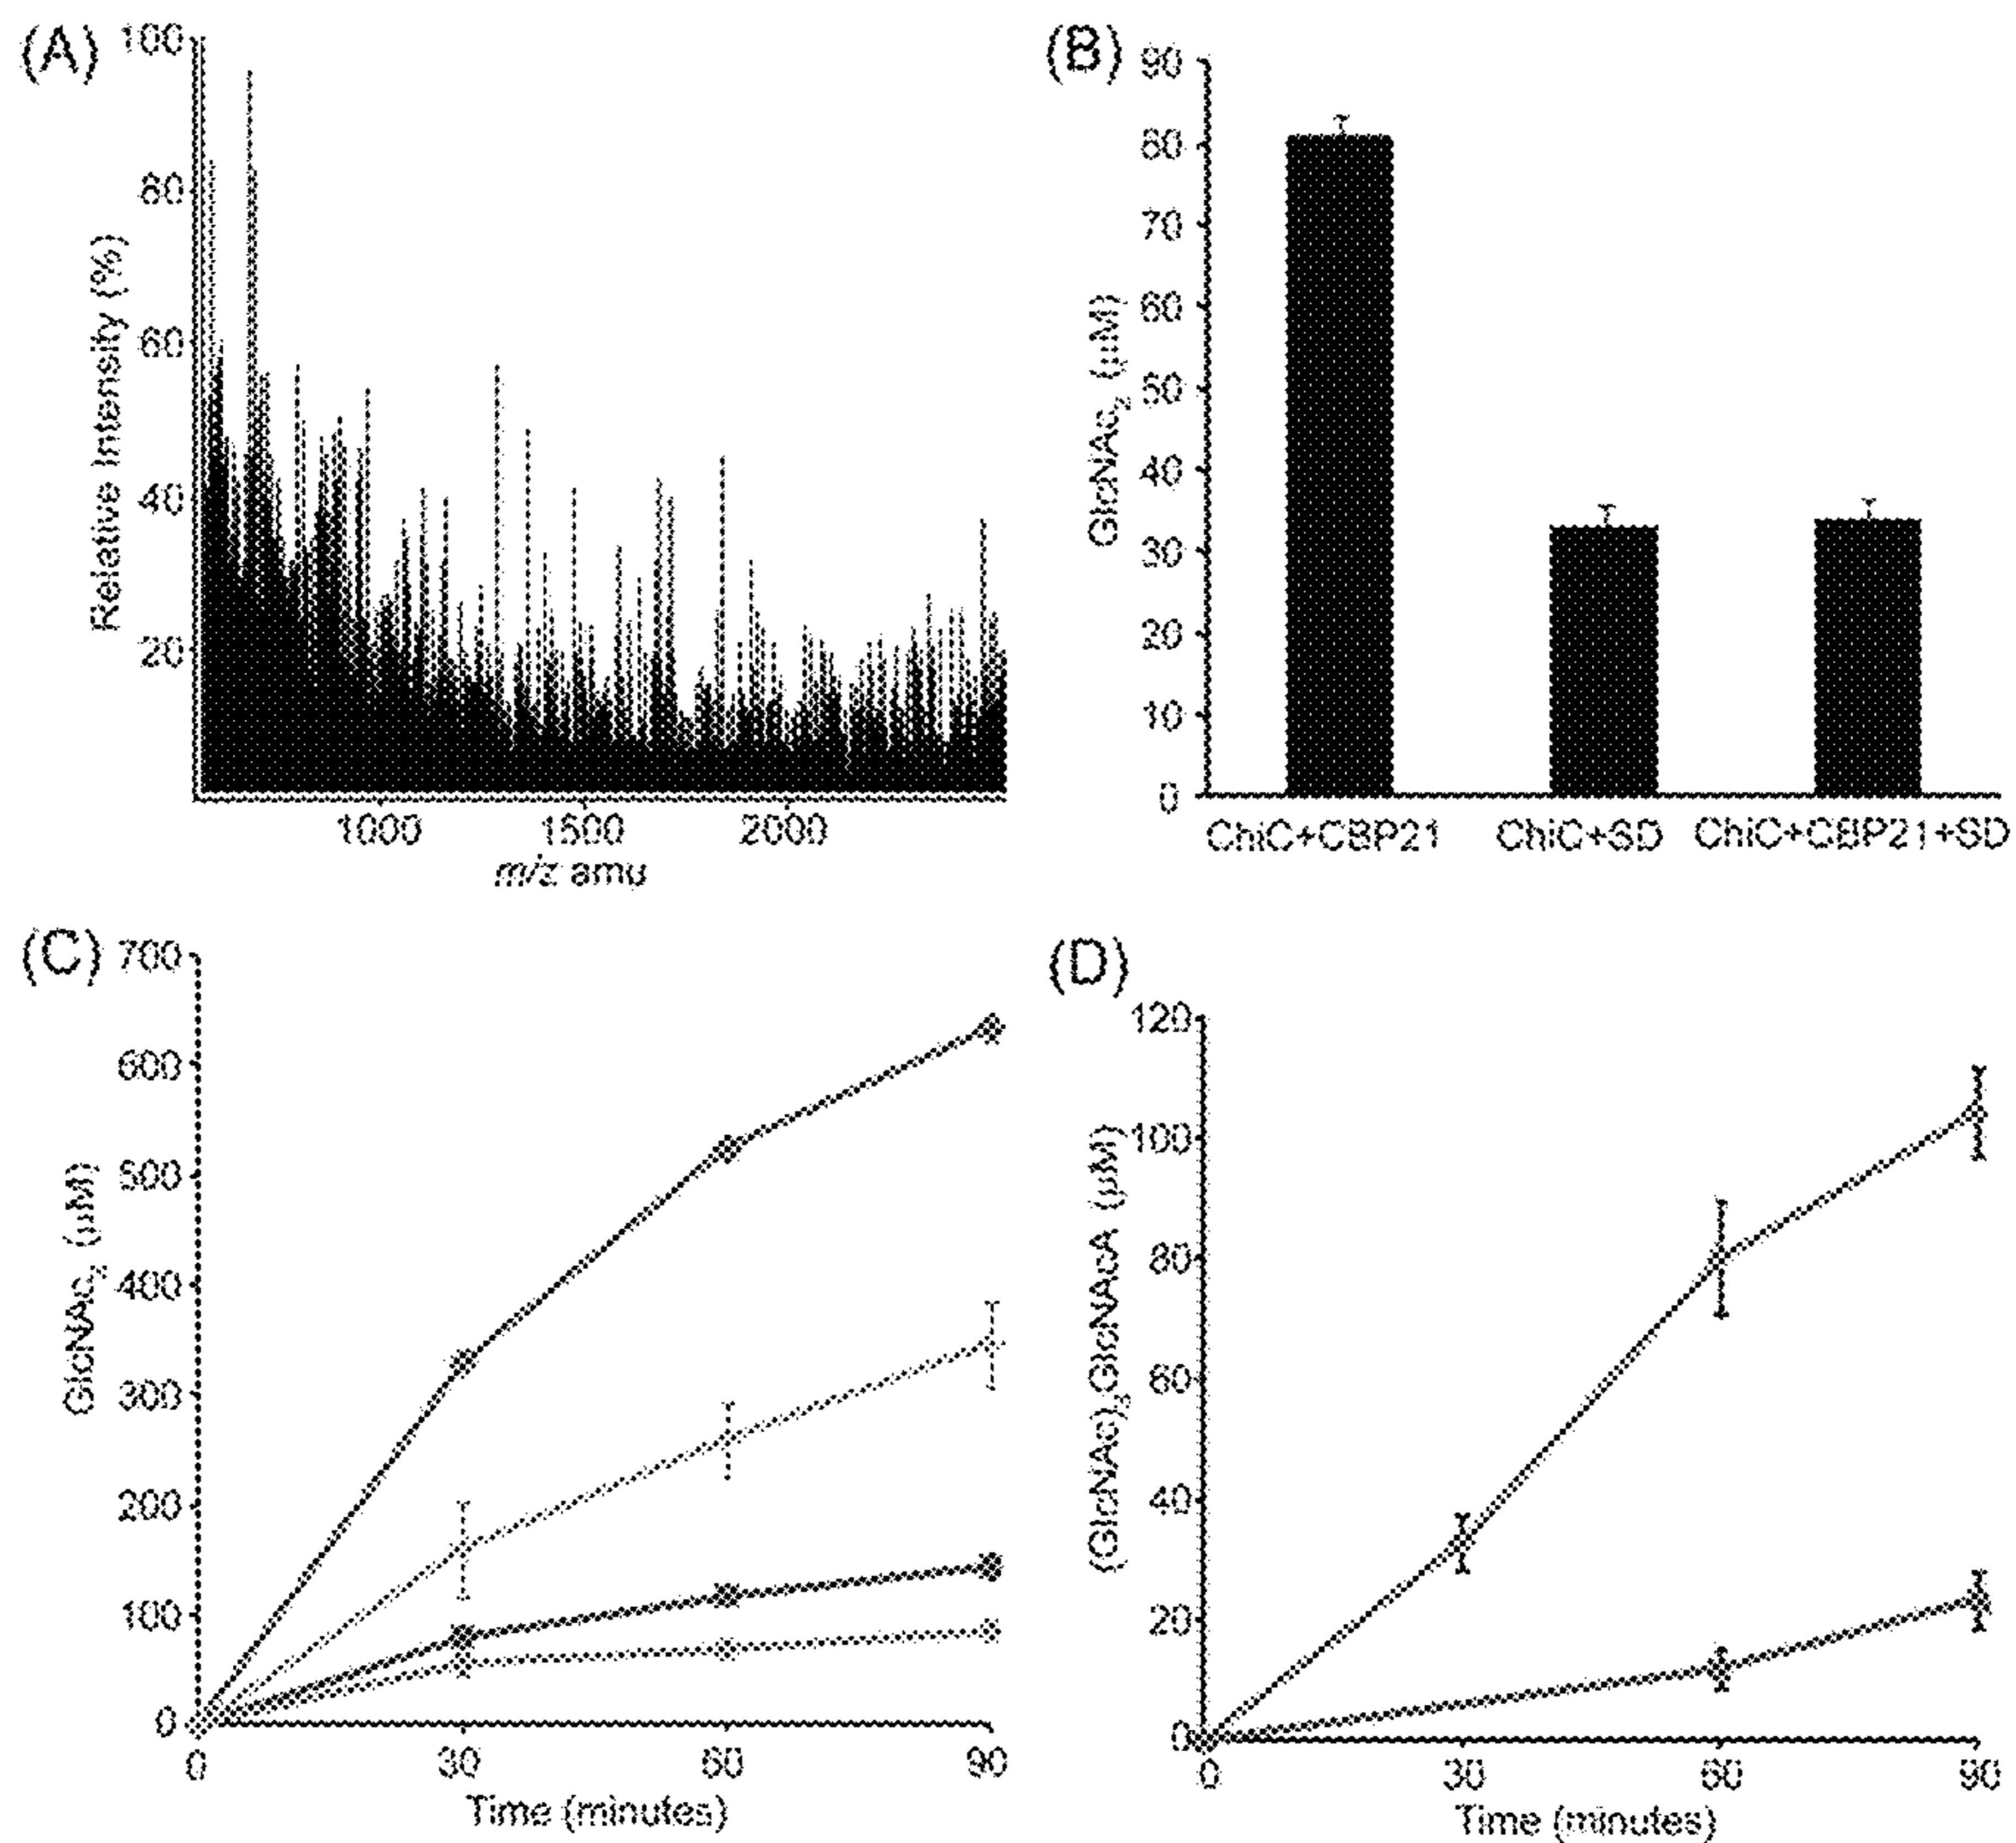 (A)
100
80
60
40
20
Relative Intensity (%)
1000 1500 2000
m/z amu
(B)
90
80
70
60
50
40
30
20
10
0
GlcNAc2 (µM)
ChiC+CBP21 ChiC+SD ChiC+CBP21+SD
(C)
700
600
500
400
300
200
100
0
GlcNAc2 (µM)
0 30 60 90
Time (minutes)
(D)
120
100
80
60
40
20
0
(GlcNAc)3GlcNAcA (µM)
0 30 60 90
Time (minutes)